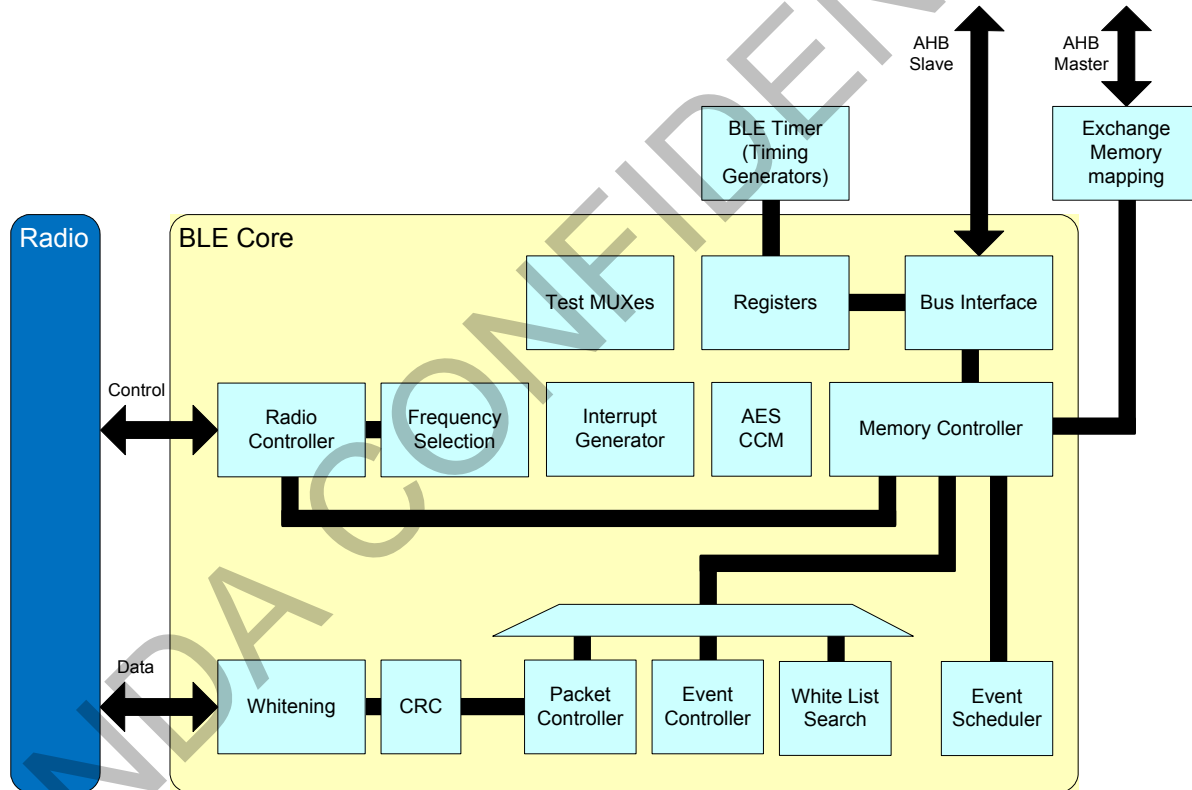 AHB
Slave
AHB
Master
BLE Timer
(Timing
Generators)
Exchange
Memory
mapping
Radio
BLE Core
Test MUXes
Registers
Bus Interface
Control
Radio
Controller
Frequency
Selection
Interrupt
Generator
AES
CCM
Memory Controller
Data
Whitening
CRC
Packet
Controller
Event
Controller
White List
Search
Event
Scheduler
NDA CONFIDEN